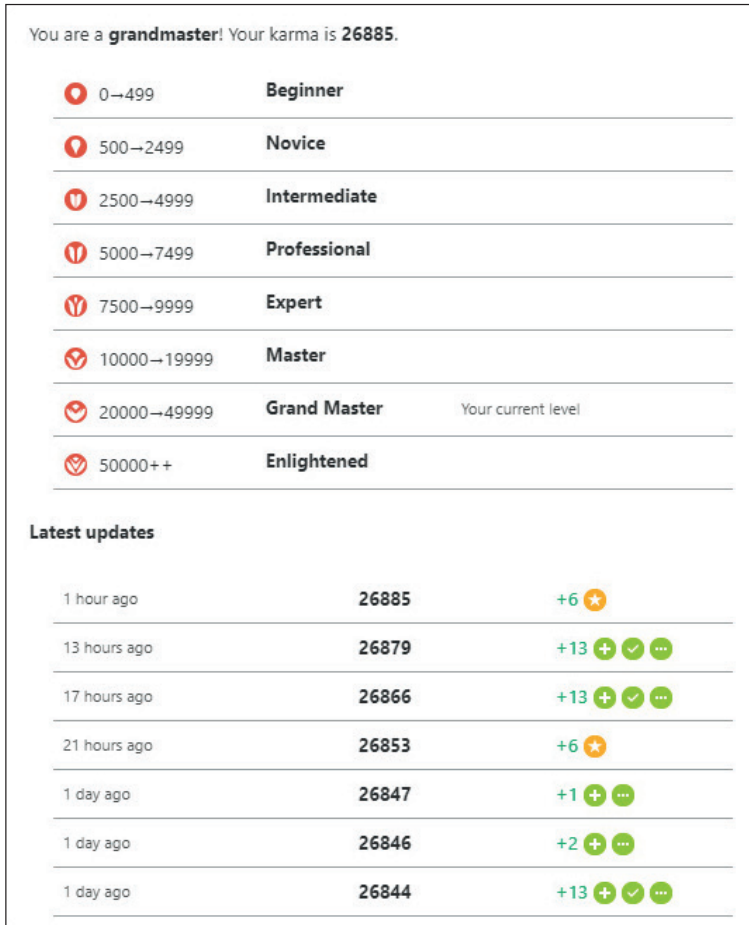 You are a grandmaster! Your karma is 26885.
0→499 Beginner
500→2499 Novice
2500→4999 Intermediate
5000→7499 Professional
7500→9999 Expert
10000→19999 Master
20000→49999 Grand Master Your current level
50000++ Enlightened
Latest updates
1 hour ago 26885 +6
13 hours ago 26879 +13
17 hours ago 26866 +13
21 hours ago 26853 +6
1 day ago 26847 +1
1 day ago 26846 +2
1 day ago 26844 +13